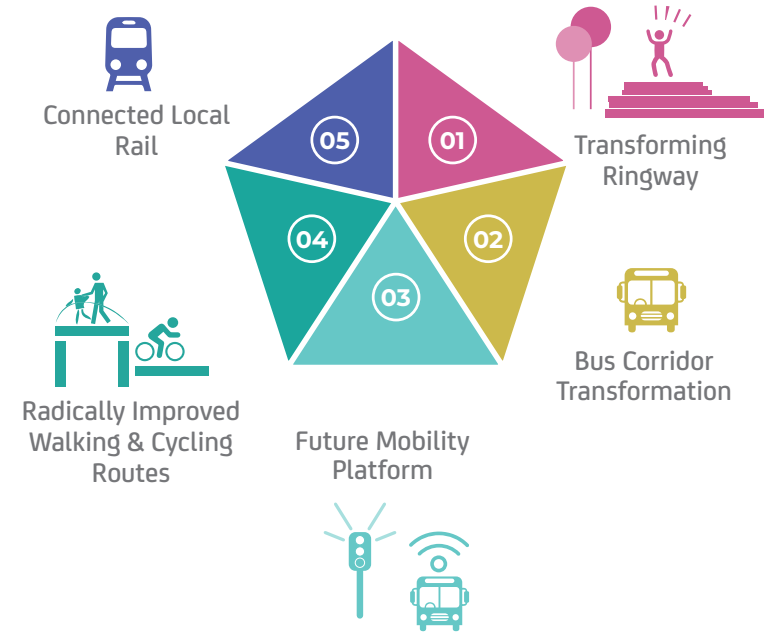 Connected Local
Rail
05
01
Transforming
Ringway
04
02
03
Bus Corridor
Transformation
Radically Improved
Walking & Cycling
Routes
Future Mobility
Platform